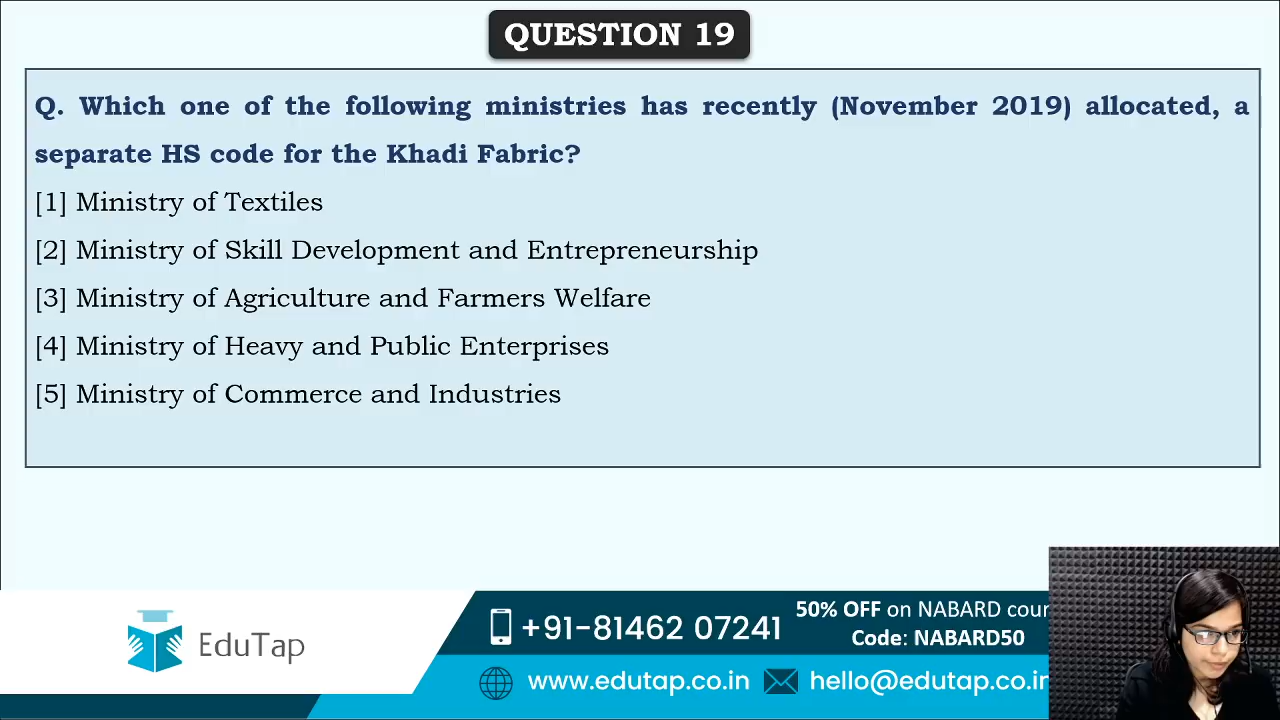 QUESTION 19
Q. Which one of the following ministries has recently (November 2019) allocated, a
separate HS code for the Khadi Fabric?
[1] Ministry of Textiles
[2] Ministry of Skill Development and Entrepreneurship
[3] Ministry of Agriculture and Farmers Welfare
[4] Ministry of Heavy and Public Enterprises
[5] Ministry of Commerce and Industries
EduTap
+91-81462 07241
50% OFF on NABARD cour
Code: NABARD50
www.edutap.co.in
hello@edutap.co.in